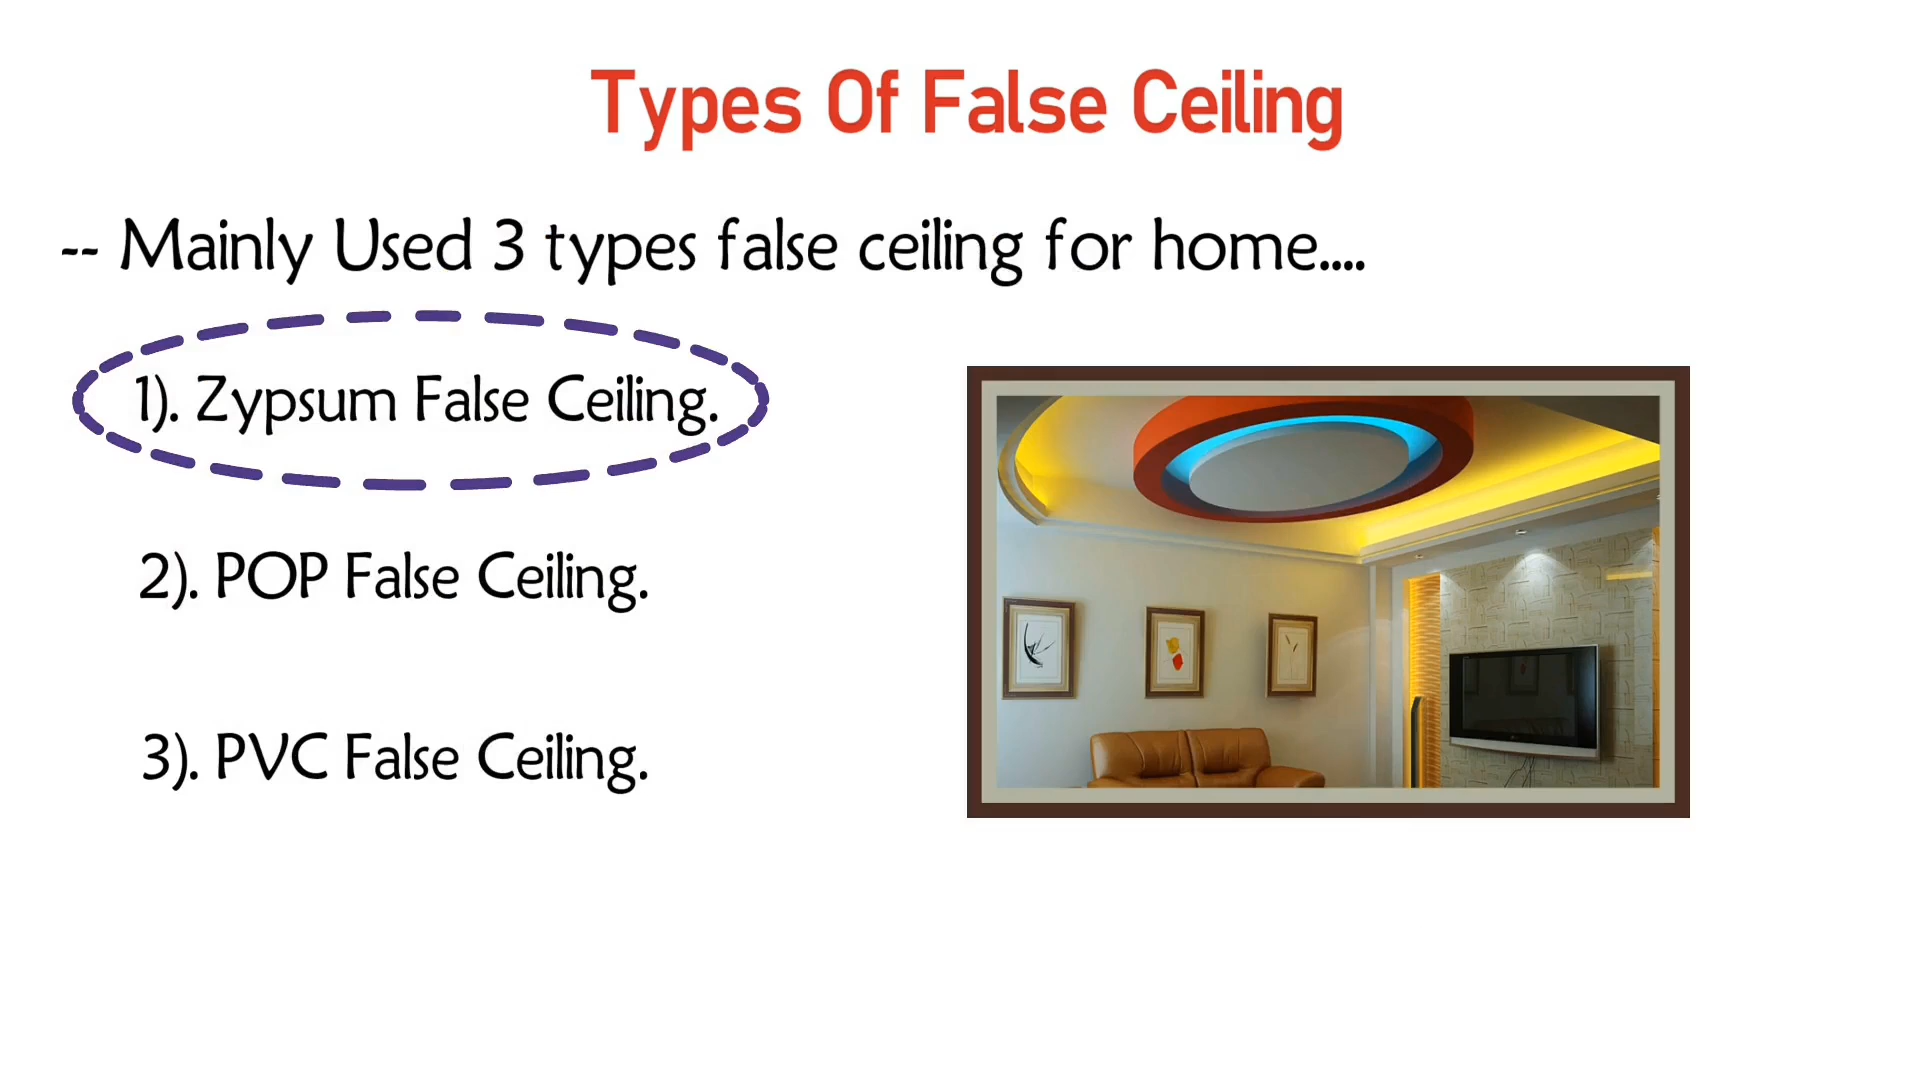 Types Of False Ceiling
-- Mainly Used 3 types false ceiling for home....
1). Zypsum False Ceiling.
2). POP False Ceiling.
3). PVC False Ceiling.